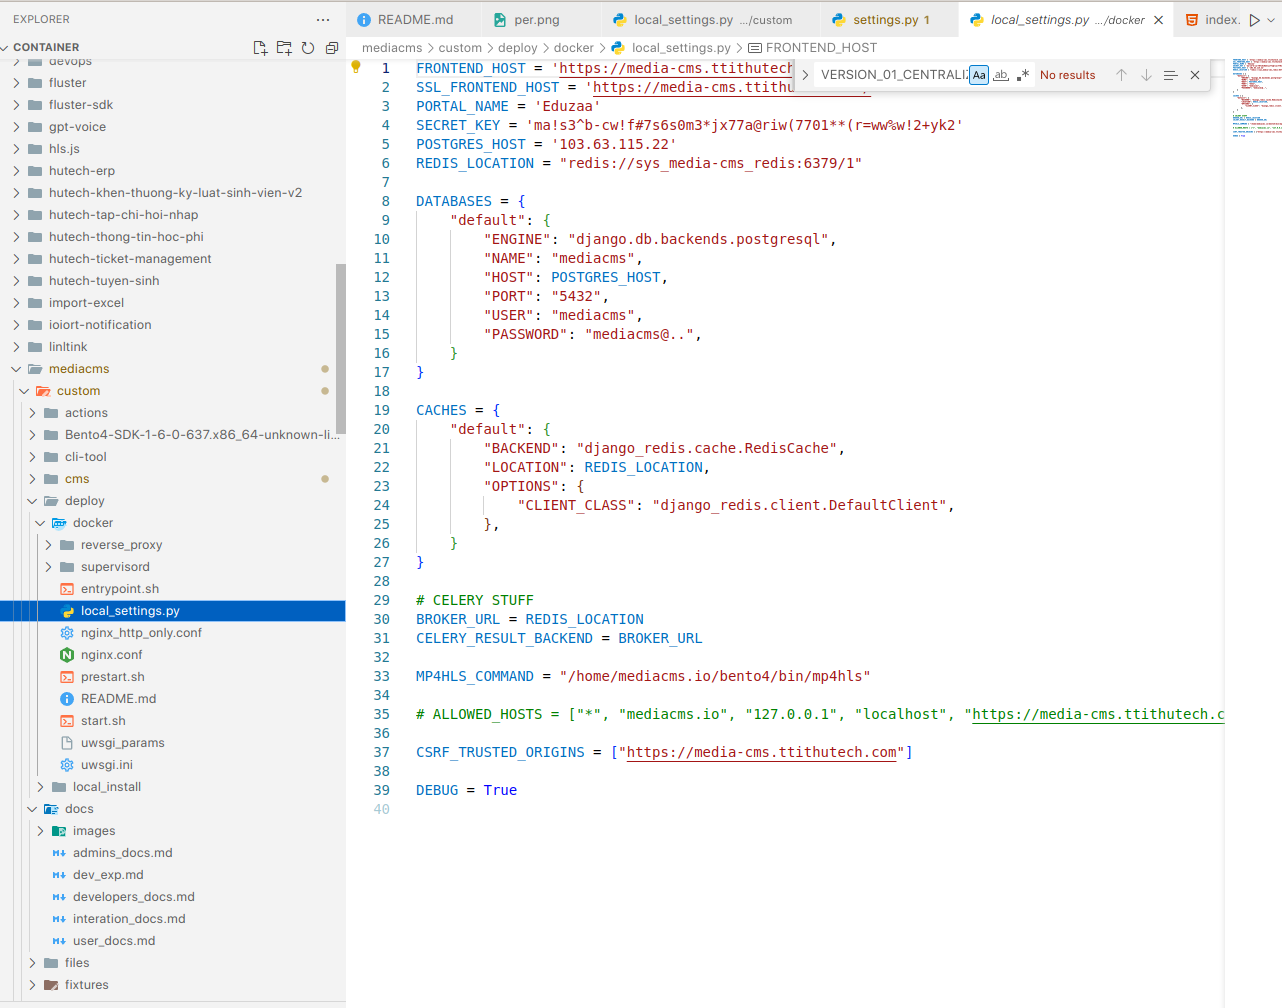 EXPLORER
CONTAINER
devops
fluster
fluster-sdk
gpt-voice
hls.js
hutech-erp
hutech-khen-thuong-ky-luat-sinh-vien-v2
hutech-tap-chi-hoi-nhap
hutech-thong-tin-hoc-phi
hutech-ticket-management
hutech-tuyen-sinh
import-excel
ioiort-notification
linltink
mediacms
custom
actions
Bento4-SDK-1-6-0-637.x86_64-unknown-li...
cli-tool
cms
deploy
docker
reverse_proxy
supervisord
entrypoint.sh
local_settings.py
nginx_http_only.conf
nginx.conf
prestart.sh
README.md
start.sh
uwsgi_params
uwsgi.ini
local_install
docs
images
admins_docs.md
dev_exp.md
developers_docs.md
interation_docs.md
user_docs.md
files
fixtures
README.md per.png local_settings.py .../custom settings.py 1 local_settings.py .../docker index.
mediacms > custom > deploy > docker > local_settings.py > FRONTEND_HOST
VERSION_01_CENTRALI Aa ab .* No results
1 FRONTEND_HOST = 'https://media-cms.ttithutech
2 SSL_FRONTEND_HOST = 'https://media-cms.ttithu
3 PORTAL_NAME = 'Eduzaa'
4 SECRET_KEY = 'ma!s3^b-cw!f#7s6s0m3*jx77a@riw(7701**(r=ww%w!2+yk2'
5 POSTGRES_HOST = '103.63.115.22'
6 REDIS_LOCATION = "redis://sys_media-cms_redis:6379/1"
7
8 DATABASES = {
9 "default": {
10 "ENGINE": "django.db.backends.postgresql",
11 "NAME": "mediacms",
12 "HOST": POSTGRES_HOST,
13 "PORT": "5432",
14 "USER": "mediacms",
15 "PASSWORD": "mediacms@..",
16 }
17 }
18
19 CACHES = {
20 "default": {
21 "BACKEND": "django_redis.cache.RedisCache",
22 "LOCATION": REDIS_LOCATION,
23 "OPTIONS": {
24 "CLIENT_CLASS": "django_redis.client.DefaultClient",
25 },
26 }
27 }
28
29 # CELERY STUFF
30 BROKER_URL = REDIS_LOCATION
31 CELERY_RESULT_BACKEND = BROKER_URL
32
33 MP4HLS_COMMAND = "/home/mediacms.io/bento4/bin/mp4hls"
34
35 # ALLOWED_HOSTS = ["*", "mediacms.io", "127.0.0.1", "localhost", "https://media-cms.ttithutech.c
36
37 CSRF_TRUSTED_ORIGINS = ["https://media-cms.ttithutech.com"]
38
39 DEBUG = True
40